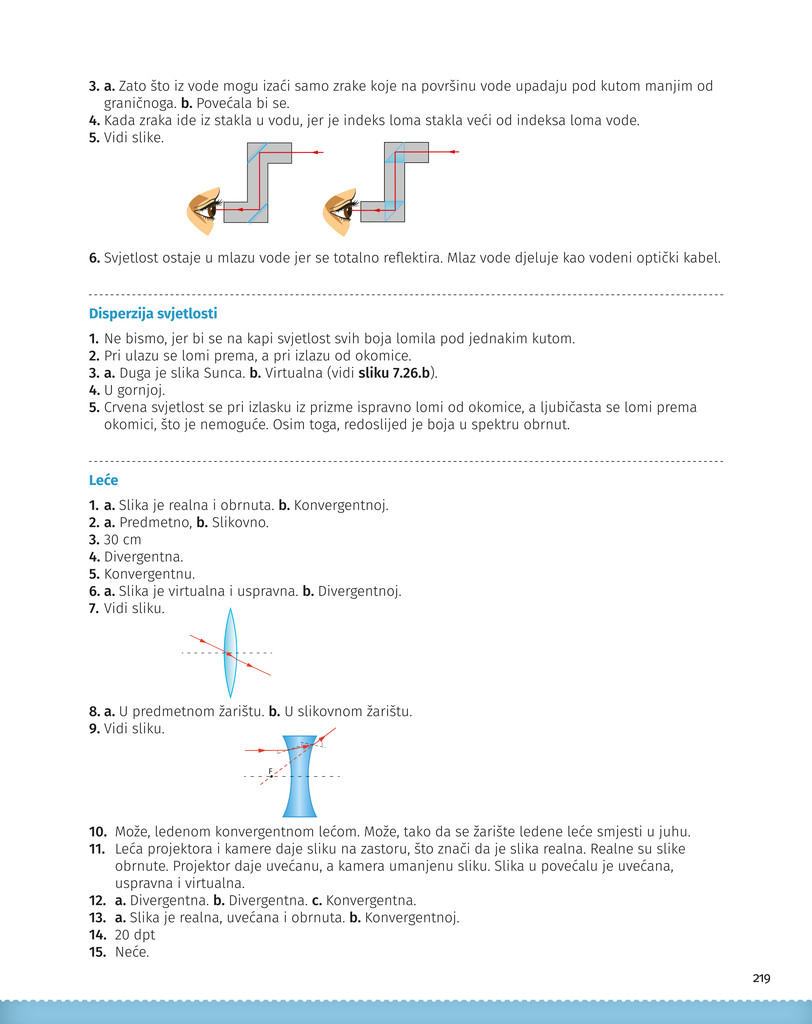 3. a. Zato što iz vode mogu izaći samo zrake koje na površinu vode upadaju pod kutom manjim od
graničnoga. b. Povećala bi se.
4. Kada zraka ide iz stakla u vodu, jer je indeks loma stakla veći od indeksa loma vode.
5. Vidi slike.
6. Svjetlost ostaje u mlazu vode jer se totalno reflektira. Mlaz vode djeluje kao vodeni optički kabel.
Disperzija svjetlosti
1. Ne bismo, jer bi se na kapi svjetlost svih boja lomila pod jednakim kutom.
2. Pri ulazu se lomi prema, a pri izlazu od okomice.
3. a. Duga je slika Sunca. b. Virtualna (vidi sliku 7.26.b).
4. U gornjoj.
5. Crvena svjetlost se pri izlasku iz prizme ispravno lomi od okomice, a ljubičasta se lomi prema
okomici, što je nemoguće. Osim toga, redoslijed je boja u spektru obrnut.
Leće
1. a. Slika je realna i obrnuta. b. Konvergentnoj.
2. a. Predmetno, b. Slikovno.
3. 30 cm
4. Divergentna.
5. Konvergentnu.
6. a. Slika je virtualna i uspravna. b. Divergentnoj.
7. Vidi sliku.
8. a. U predmetnom žarištu. b. U slikovnom žarištu.
9. Vidi sliku.
F
10. Može, ledenom konvergentnom lećom. Može, tako da se žarište ledene leće smjesti u juhu.
11. Leća projektora i kamere daje sliku na zastoru, što znači da je slika realna. Realne su slike
obrnute. Projektor daje uvećanu, a kamera umanjenu sliku. Slika u povećalu je uvećana,
uspravna i virtualna.
12. a. Divergentna. b. Divergentna. c. Konvergentna.
13. a. Slika je realna, uvećana i obrnuta. b. Konvergentnoj.
14. 20 dpt
15. Neće.
219